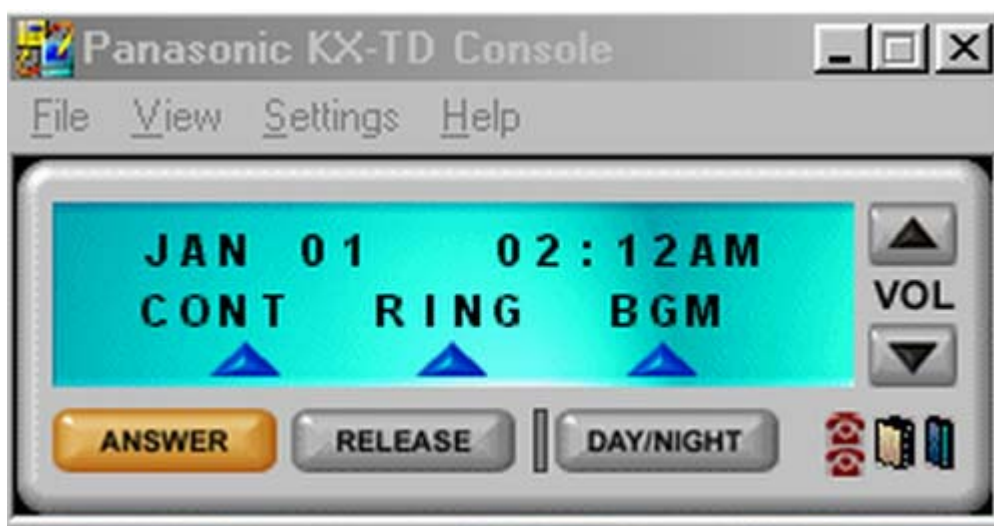 Panasonic KX-TD Console
File View Settings Help
JAN 01 02:12AM
CONT RING BGM
VOL
ANSWER RELEASE DAY/NIGHT